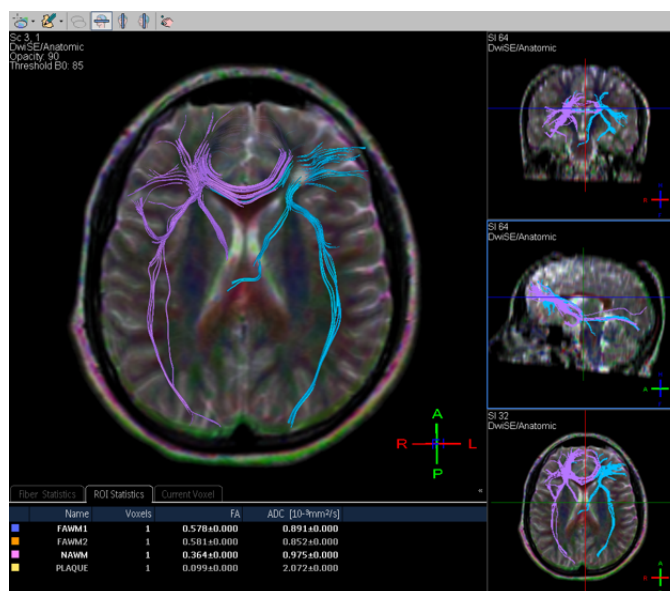 Sc 3, 1
DwiSE/Anatomic
Opacity: 90
Threshold B0: 85
A
R L
P
SI 64
DwiSE/Anatomic
R
SI 64
DwiSE/Anatomic
A
SI 32
DwiSE/Anatomic
R
Fiber Statistics ROI Statistics Current Voxel
Name Voxels FA ADC [10-³mm²/s]
FAWM1 1 0.578±0.000 0.891±0.000
FAWM2 1 0.581±0.000 0.852±0.000
NAWM 1 0.364±0.000 0.975±0.000
PLAQUE 1 0.099±0.000 2.072±0.000